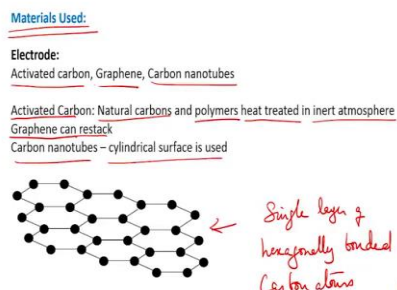 Materials Used:
Electrode:
Activated carbon, Graphene, Carbon nanotubes
Activated Carbon: Natural carbons and polymers heat treated in inert atmosphere
Graphene can restack
Carbon nanotubes – cylindrical surface is used
Single layer of
hexagonally bonded
Carbon atoms